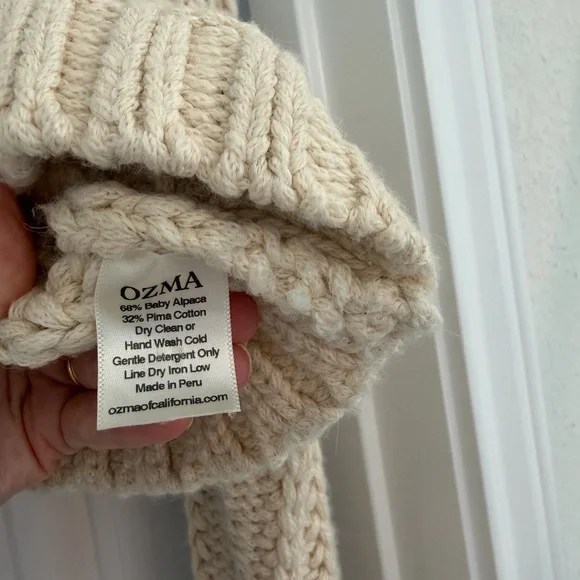 OZMA
68% Baby Alpaca
32% Pima Cotton
Dry Clean or
Hand Wash Cold
Gentle Detergent Only
Line Dry Iron Low
Made in Peru
ozmaofcalifornia.com